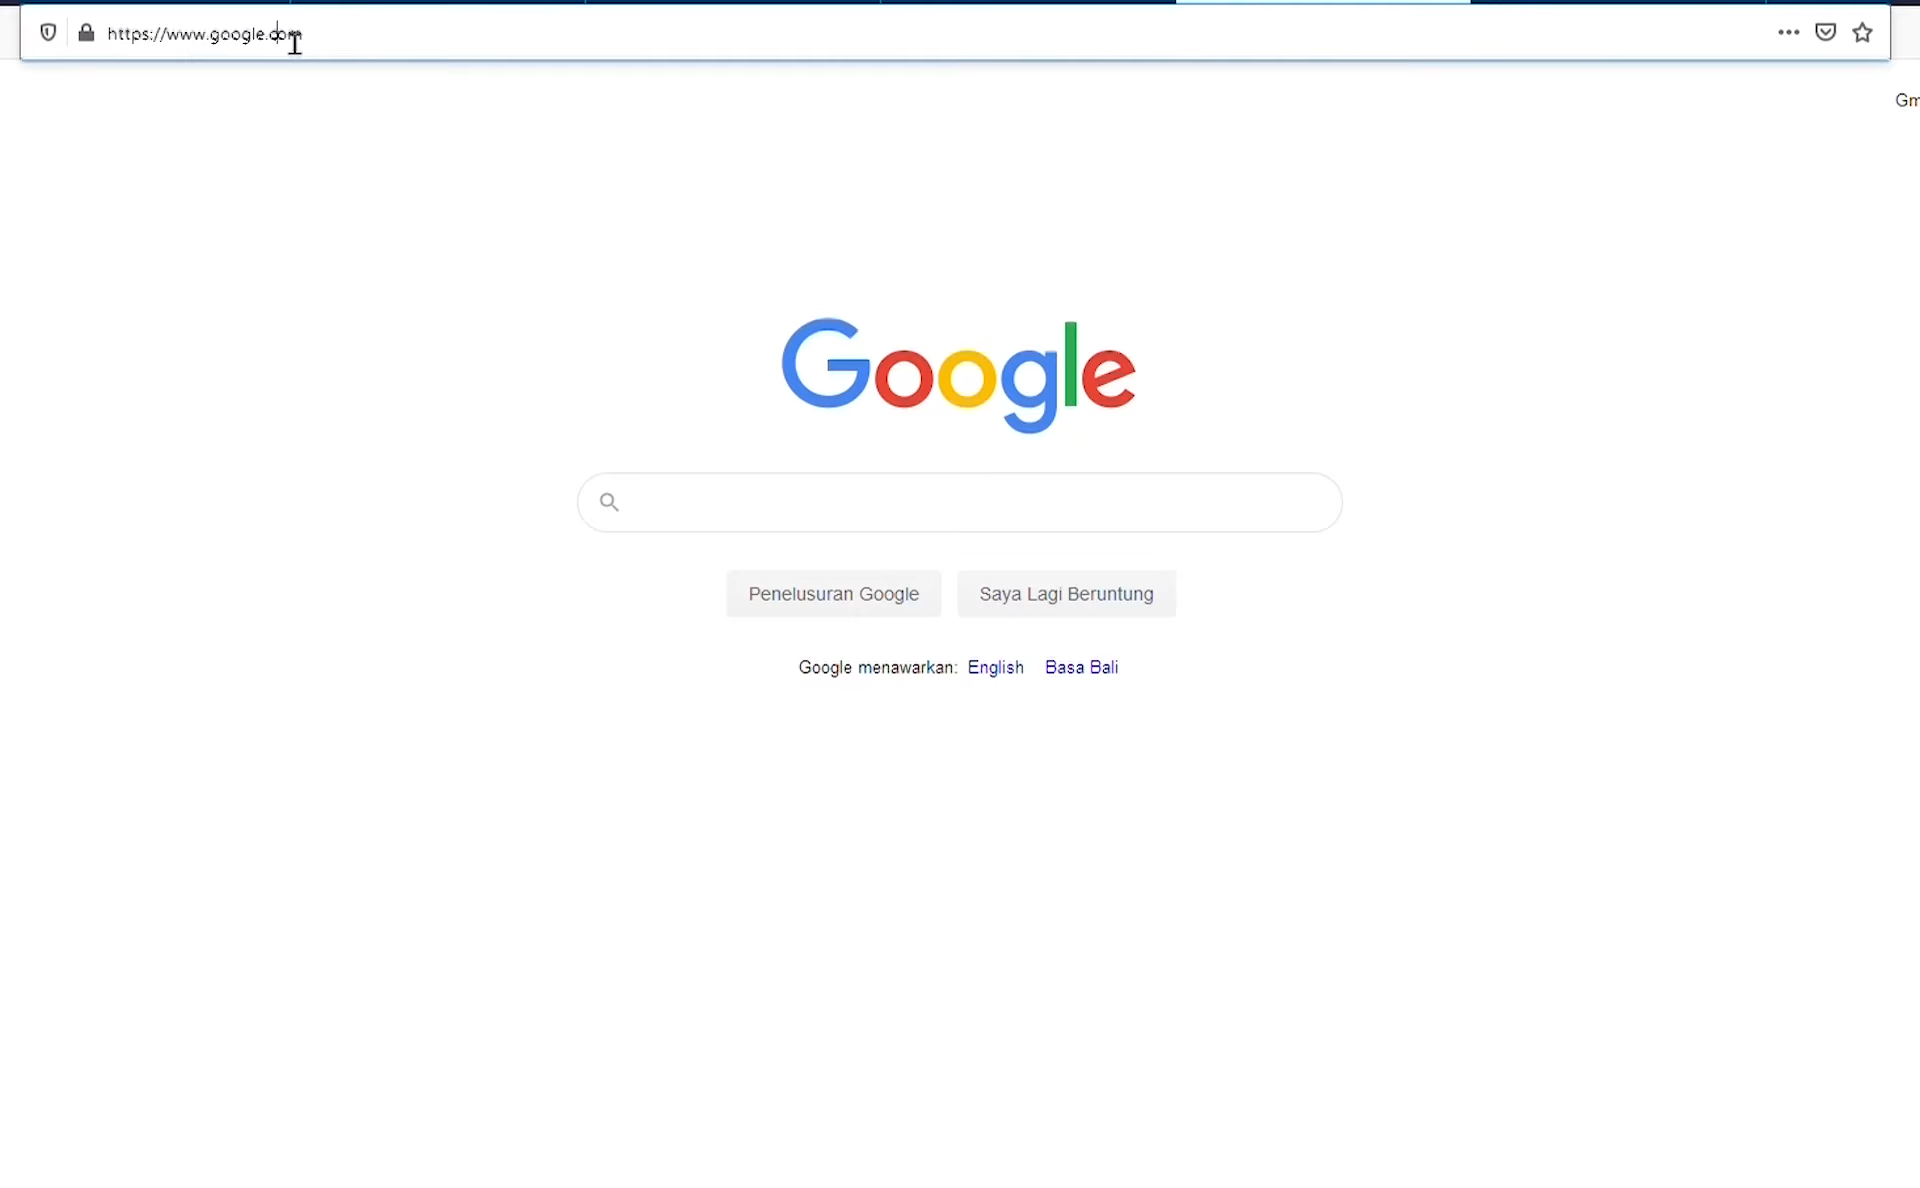 https://www.google.com
Gm
Google
Penelusuran Google
Saya Lagi Beruntung
Google menawarkan: English Basa Bali